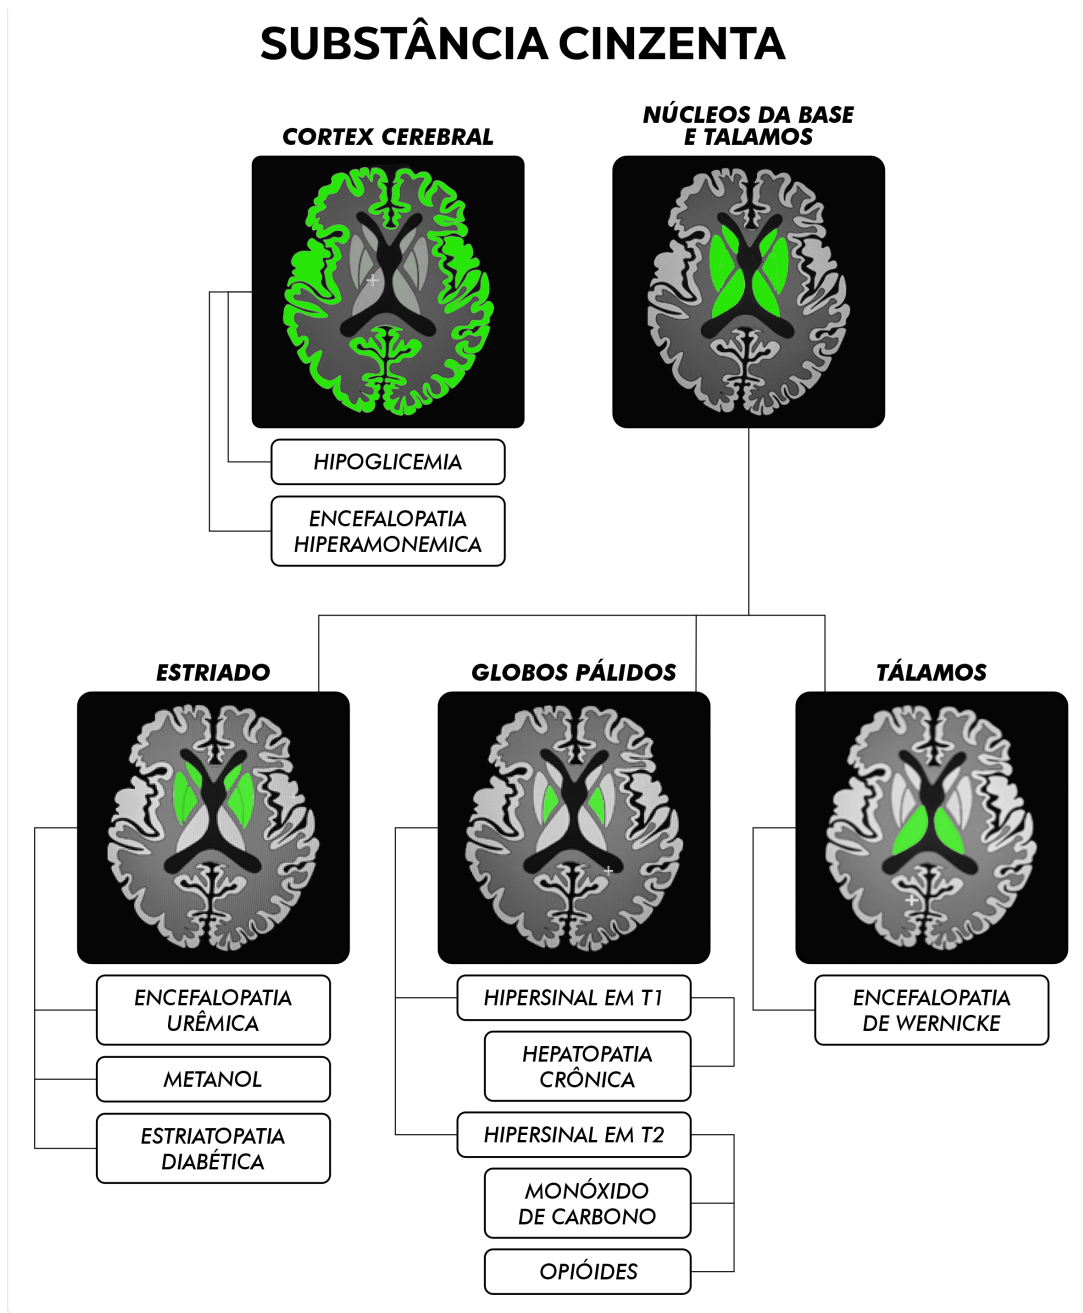 SUBSTÂNCIA CINZENTA
CORTEX CEREBRAL
NÚCLEOS DA BASE
E TALAMOS
HIPOGLICEMIA
ENCEFALOPATIA
HIPERAMONEMICA
ESTRIADO
GLOBOS PÁLIDOS
TÁLAMOS
ENCEFALOPATIA
URÊMICA
METANOL
ESTRIATOPATIA
DIABÉTICA
HIPERSINAL EM T1
HEPATOPATIA
CRÔNICA
HIPERSINAL EM T2
MONÓXIDO
DE CARBONO
OPIÓIDES
ENCEFALOPATIA
DE WERNICKE